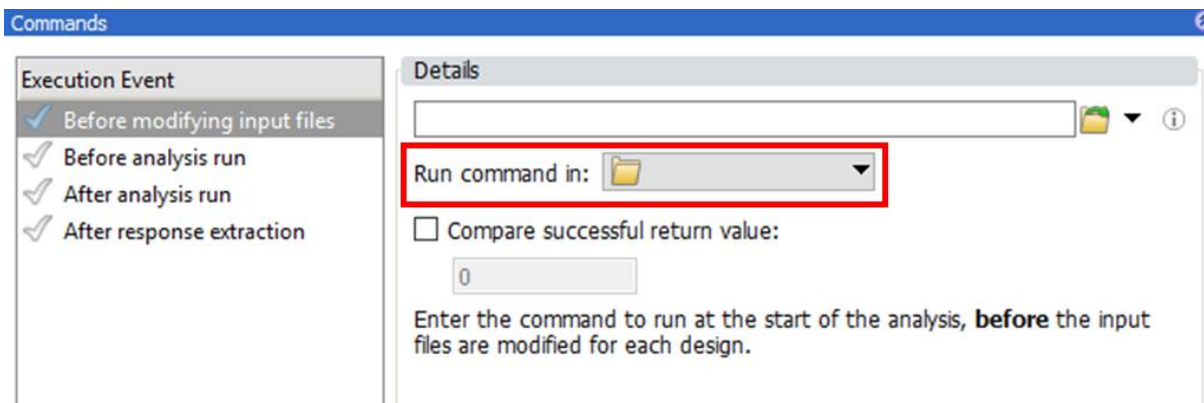 Commands
Execution Event
Before modifying input files
Before analysis run
After analysis run
After response extraction
Details
Run command in:
Compare successful return value:
0
Enter the command to run at the start of the analysis, before the input
files are modified for each design.